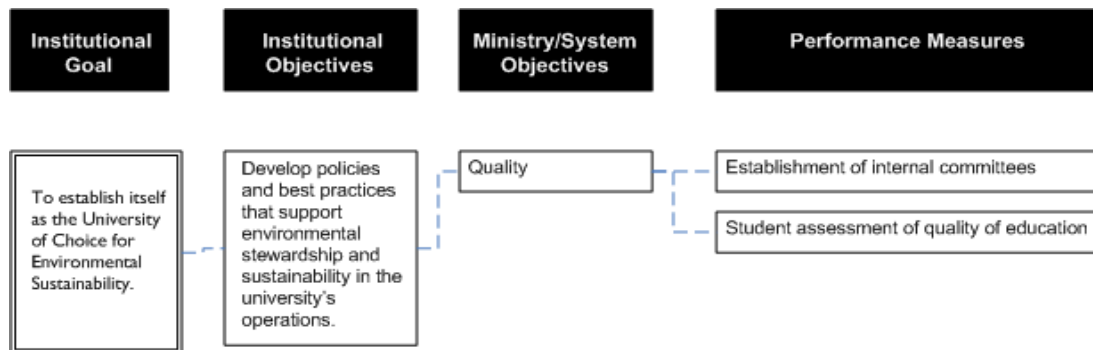 Institutional
Goal
Institutional
Objectives
Ministry/System
Objectives
Performance Measures
To establish itself
as the University
of Choice for
Environmental
Sustainability.
Develop policies
and best practices
that support
environmental
stewardship and
sustainability in the
university's
operations.
Quality
Establishment of internal committees
Student assessment of quality of education